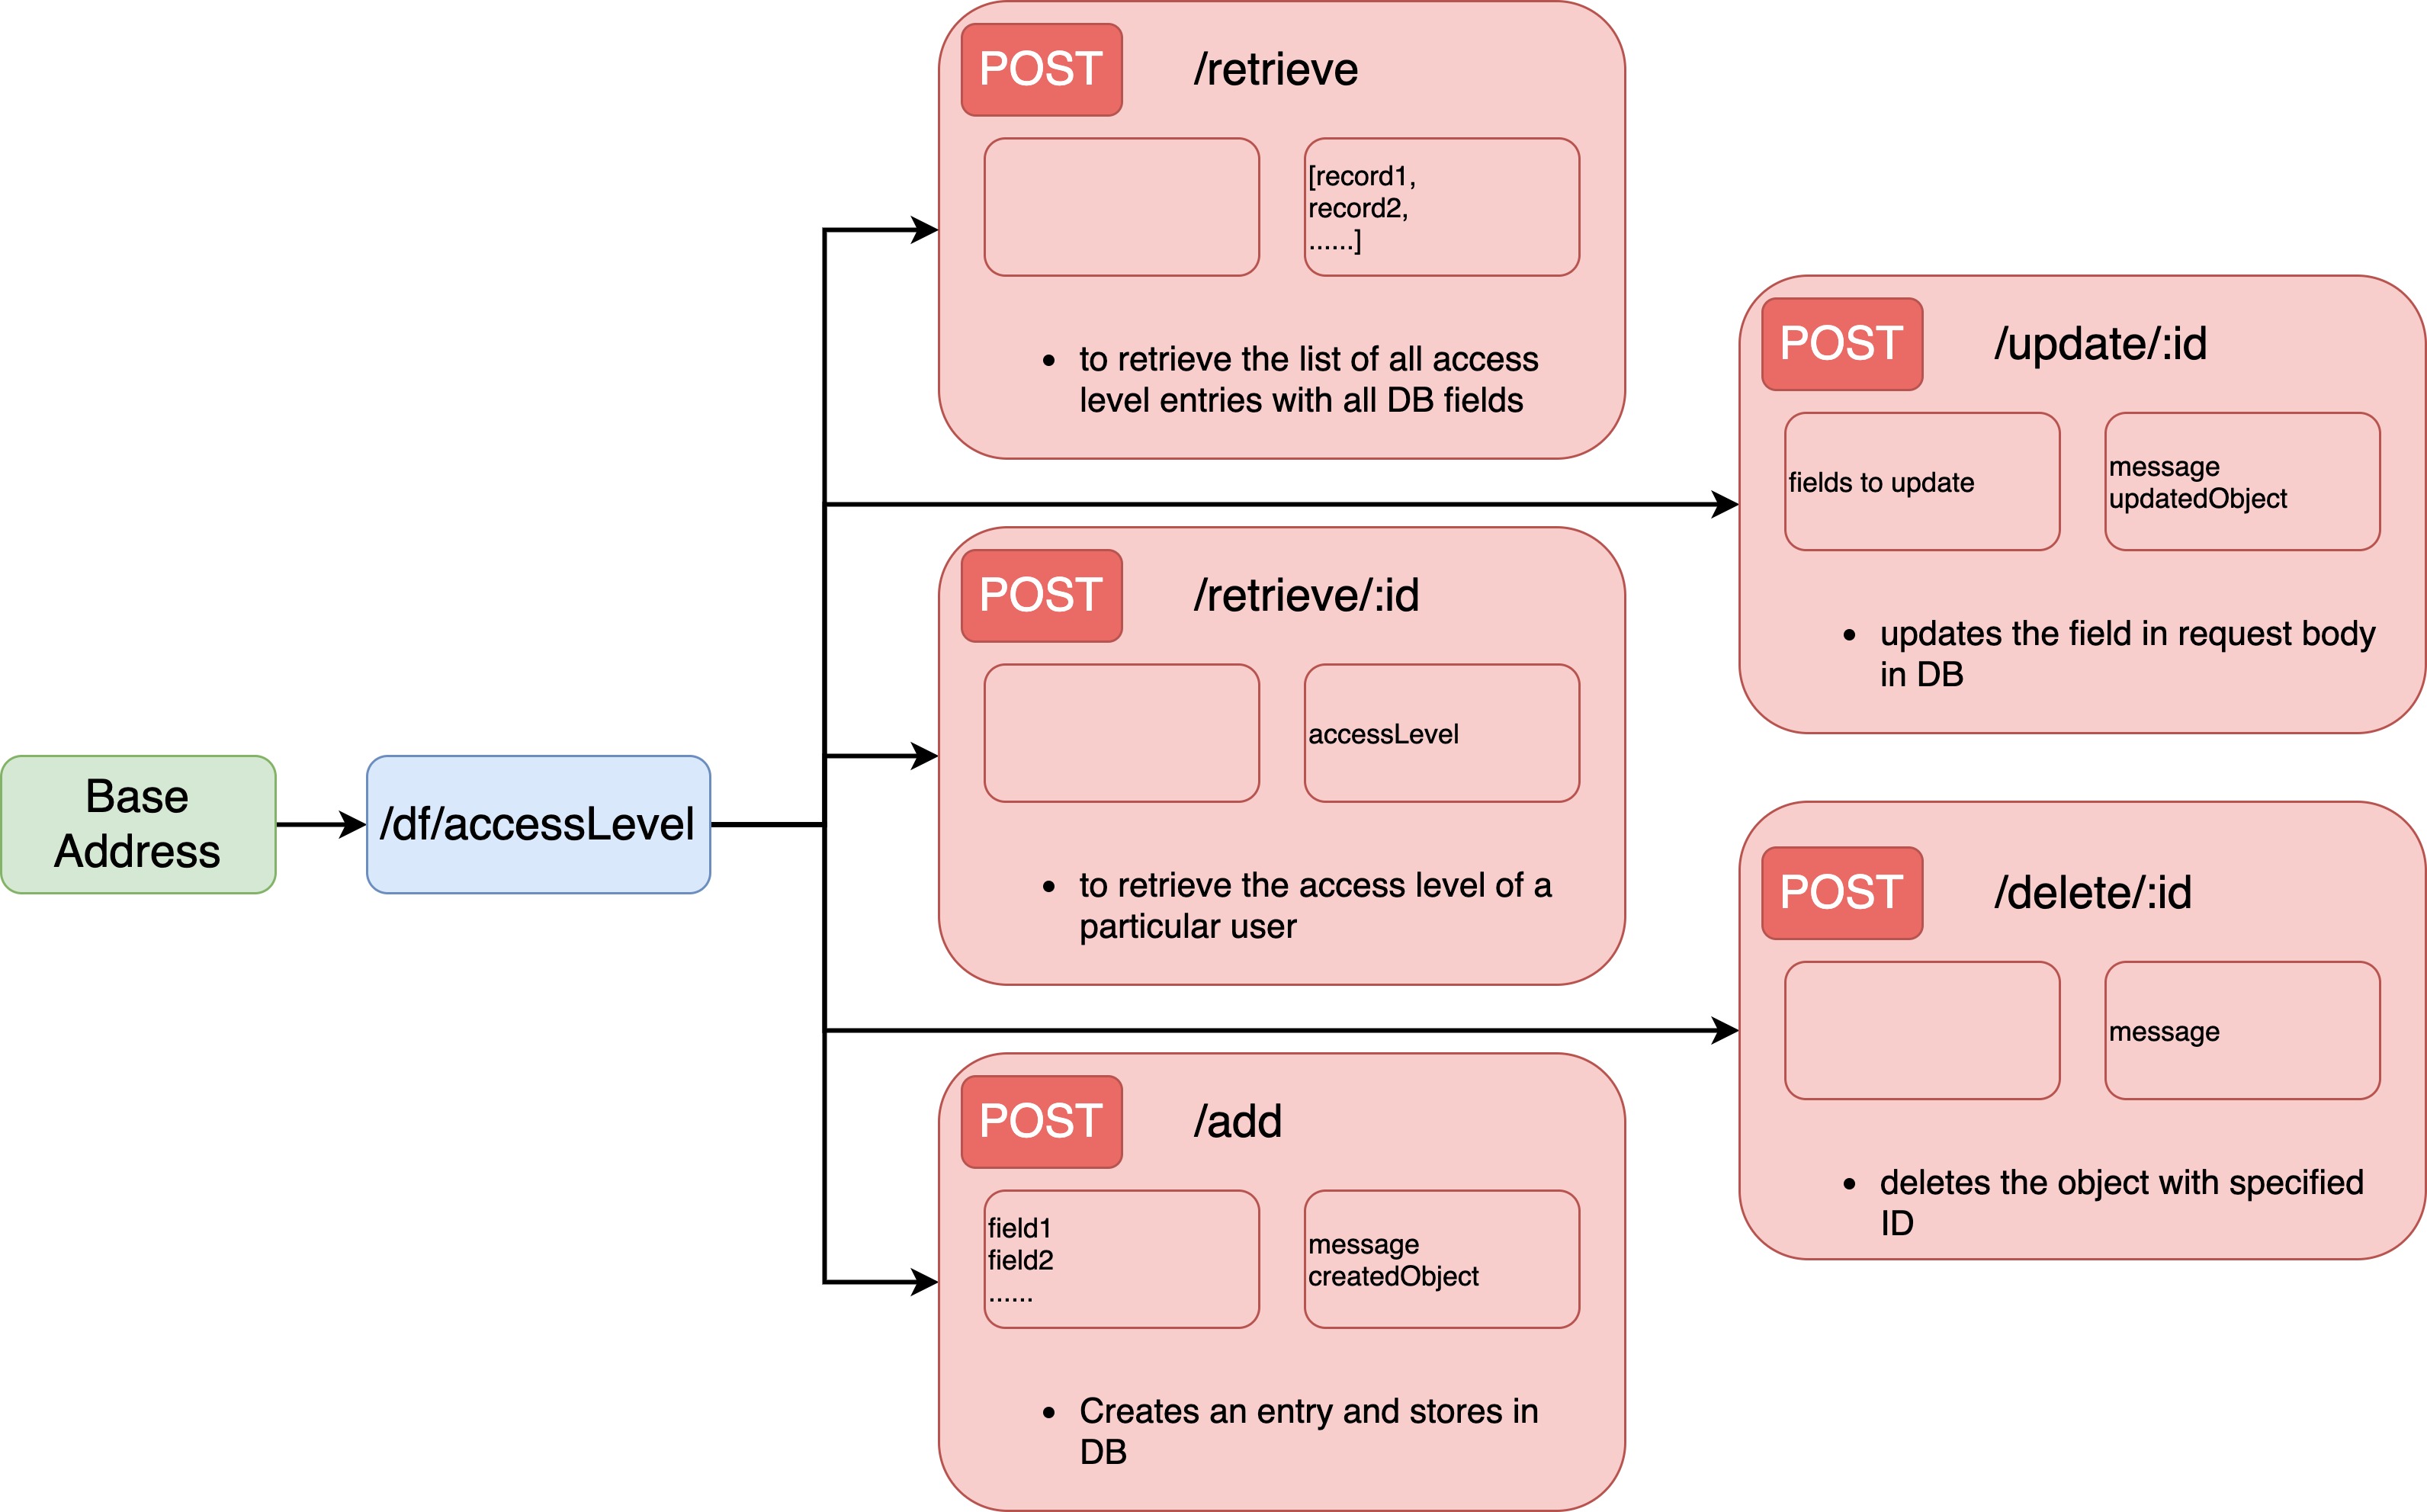 Base
Address
/df/accessLevel
POST
/retrieve
[record1,
record2,
......]
• to retrieve the list of all access
level entries with all DB fields
POST
/retrieve/:id
accessLevel
• to retrieve the access level of a
particular user
POST
/add
field1
field2
......
message
createdObject
• Creates an entry and stores in
DB
POST
/update/:id
fields to update
message
updatedObject
• updates the field in request body
in DB
POST
/delete/:id
message
• deletes the object with specified
ID